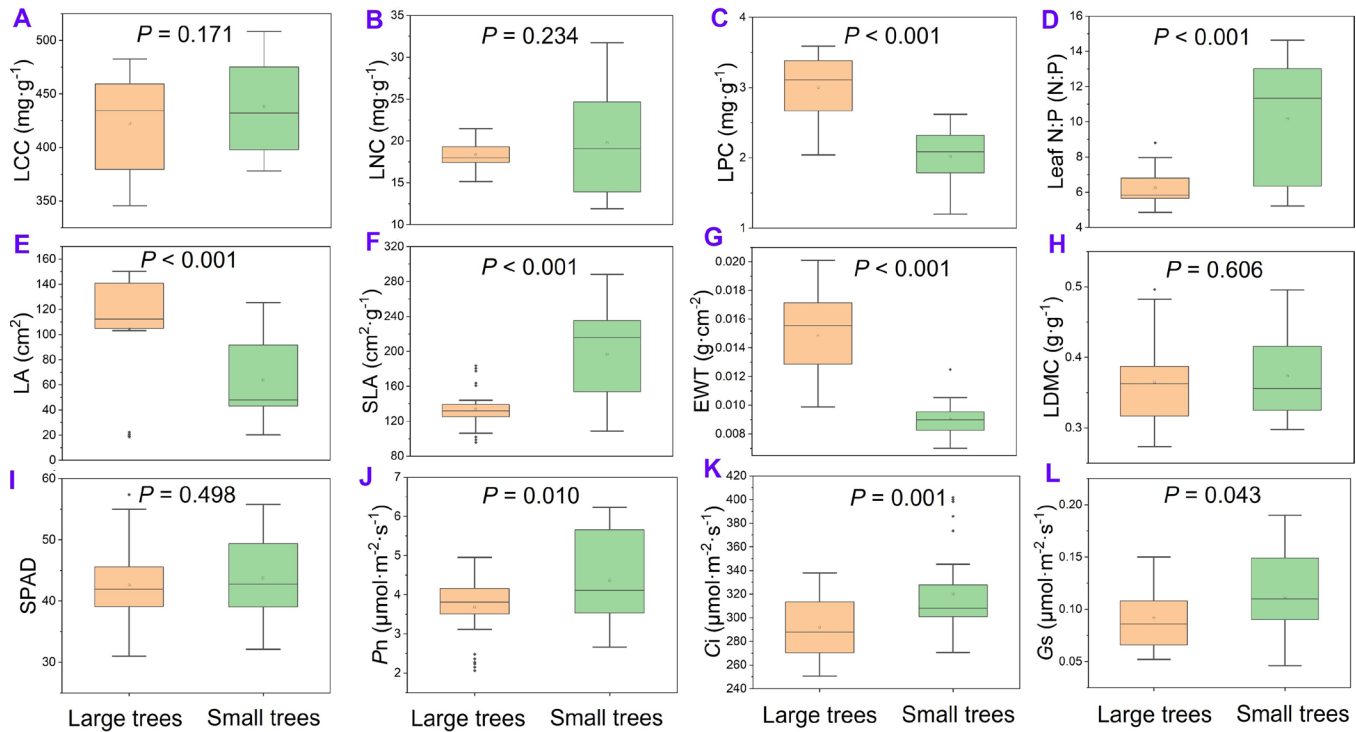 A
P = 0.171
LCC (mg·g⁻¹)
500
450
400
350
B
P = 0.234
LNC (mg·g⁻¹)
35
30
25
20
15
10
C
P < 0.001
LPC (mg·g⁻¹)
4
3
2
1
D
P < 0.001
Leaf N:P (N:P)
16
14
12
10
8
6
4
E
P < 0.001
LA (cm²)
160
140
120
100
80
60
40
20
0
F
P < 0.001
SLA (cm²·g⁻¹)
320
280
240
200
160
120
80
G
P < 0.001
EWT (g·cm⁻²)
0.020
0.018
0.016
0.014
0.012
0.010
0.008
H
P = 0.606
LDMC (g·g⁻¹)
0.5
0.4
0.3
I
P = 0.498
SPAD
60
50
40
30
Large trees
Small trees
J
P = 0.010
Pn (μmol·m⁻²·s⁻¹)
7
6
5
4
3
2
Large trees
Small trees
K
P = 0.001
Ci (μmol·m⁻²·s⁻¹)
420
400
380
360
340
320
300
280
260
240
Large trees
Small trees
L
P = 0.043
Gs (μmol·m⁻²·s⁻¹)
0.20
0.15
0.10
0.05
Large trees
Small trees